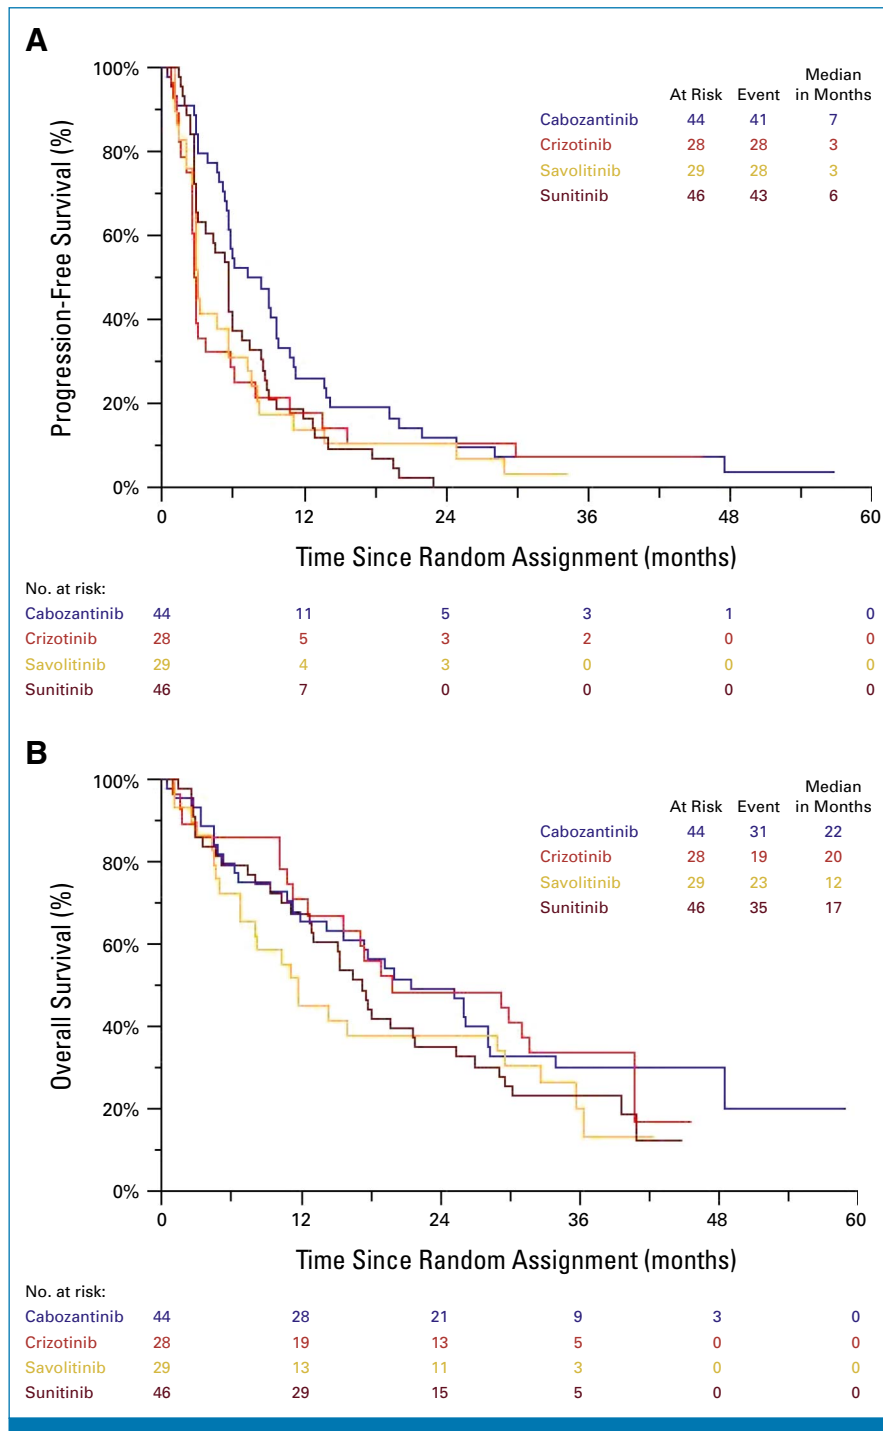 A
Progression-Free Survival (%)
100%
80%
60%
40%
20%
0%
Median
At Risk Event in Months
Cabozantinib 44 41 7
Crizotinib 28 28 3
Savolitinib 29 28 3
Sunitinib 46 43 6
0 12 24 36 48 60
Time Since Random Assignment (months)
No. at risk:
Cabozantinib 44 11 5 3 1 0
Crizotinib 28 5 3 2 0 0
Savolitinib 29 4 3 0 0 0
Sunitinib 46 7 0 0 0 0
B
Overall Survival (%)
100%
80%
60%
40%
20%
0%
Median
At Risk Event in Months
Cabozantinib 44 31 22
Crizotinib 28 19 20
Savolitinib 29 23 12
Sunitinib 46 35 17
0 12 24 36 48 60
Time Since Random Assignment (months)
No. at risk:
Cabozantinib 44 28 21 9 3 0
Crizotinib 28 19 13 5 0 0
Savolitinib 29 13 11 3 0 0
Sunitinib 46 29 15 5 0 0